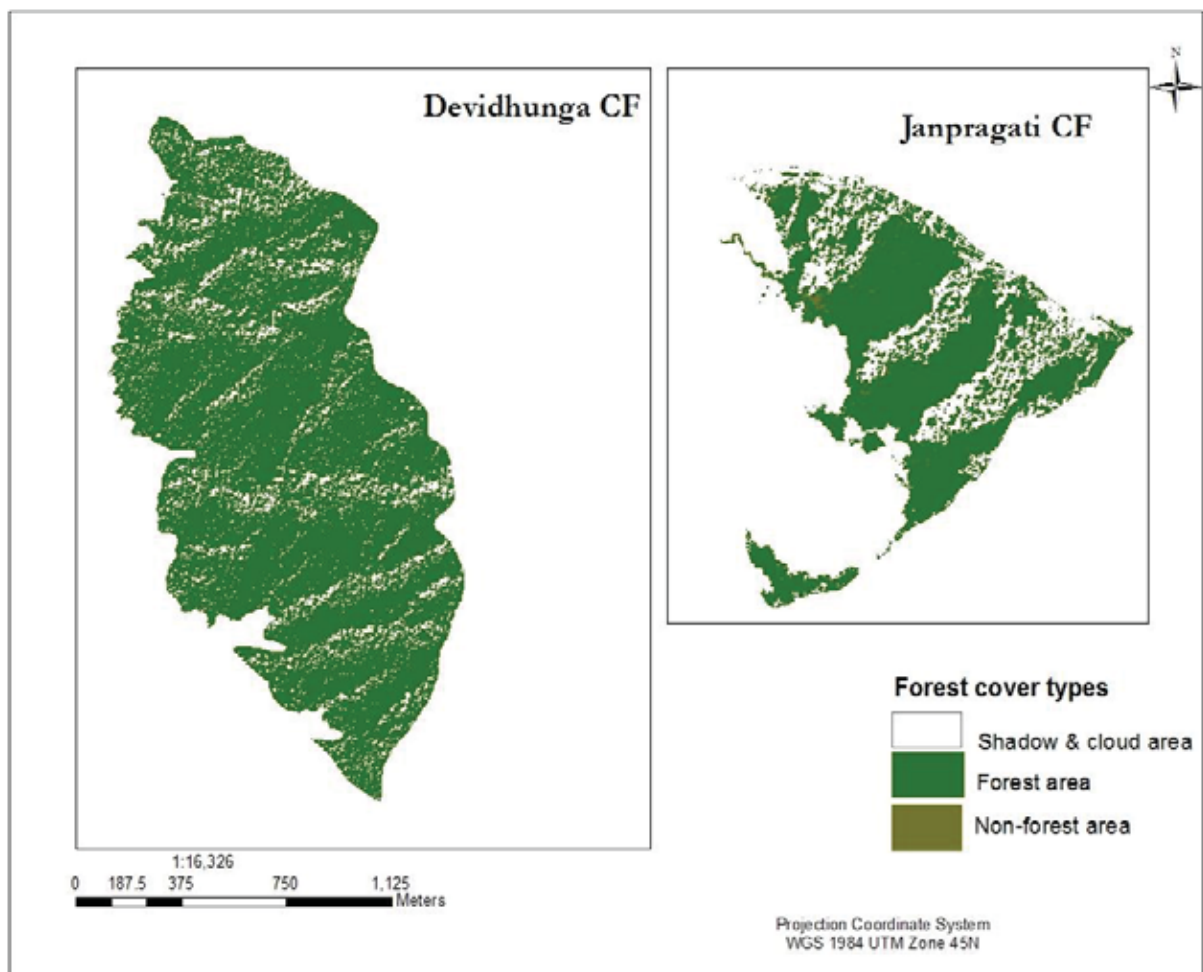 Devidhunga CF
Janpragati CF
N
Forest cover types
Shadow & cloud area
Forest area
Non-forest area
1:16,326
0 187.5 375 750 1,125
Meters
Projection Coordinate System
WGS 1984 UTM Zone 45N